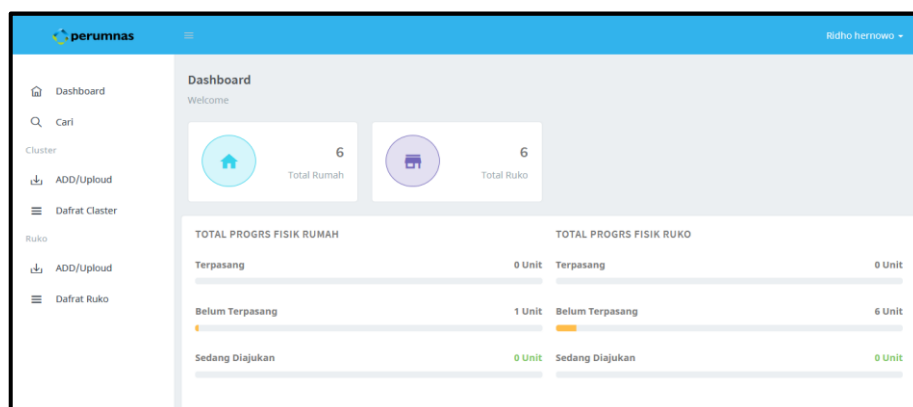 perumnas
Ridho hernowo
Dashboard
Cari
Cluster
ADD/Uploud
Dafrat Claster
Ruko
ADD/Uploud
Dafrat Ruko
Dashboard
Welcome
6
Total Rumah
6
Total Ruko
TOTAL PROGRS FISIK RUMAH
Terpasang 0 Unit
Belum Terpasang 1 Unit
Sedang Diajukan 0 Unit
TOTAL PROGRS FISIK RUKO
Terpasang 0 Unit
Belum Terpasang 6 Unit
Sedang Diajukan 0 Unit